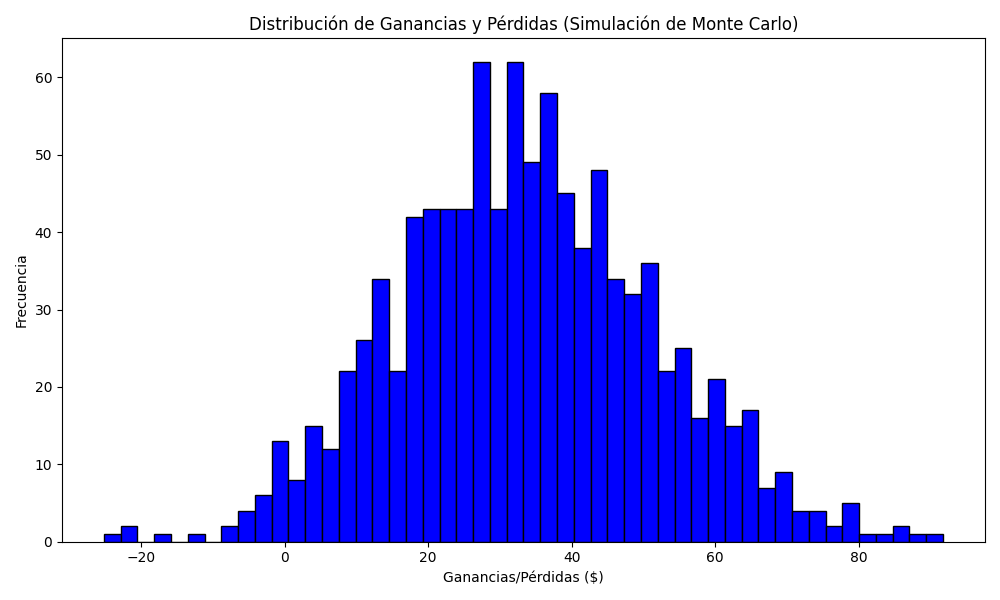 Distribución de Ganancias y Pérdidas (Simulación de Monte Carlo)
60
50
40
30
20
10
0
Frecuencia
−20 0 20 40 60 80
Ganancias/Pérdidas ($)